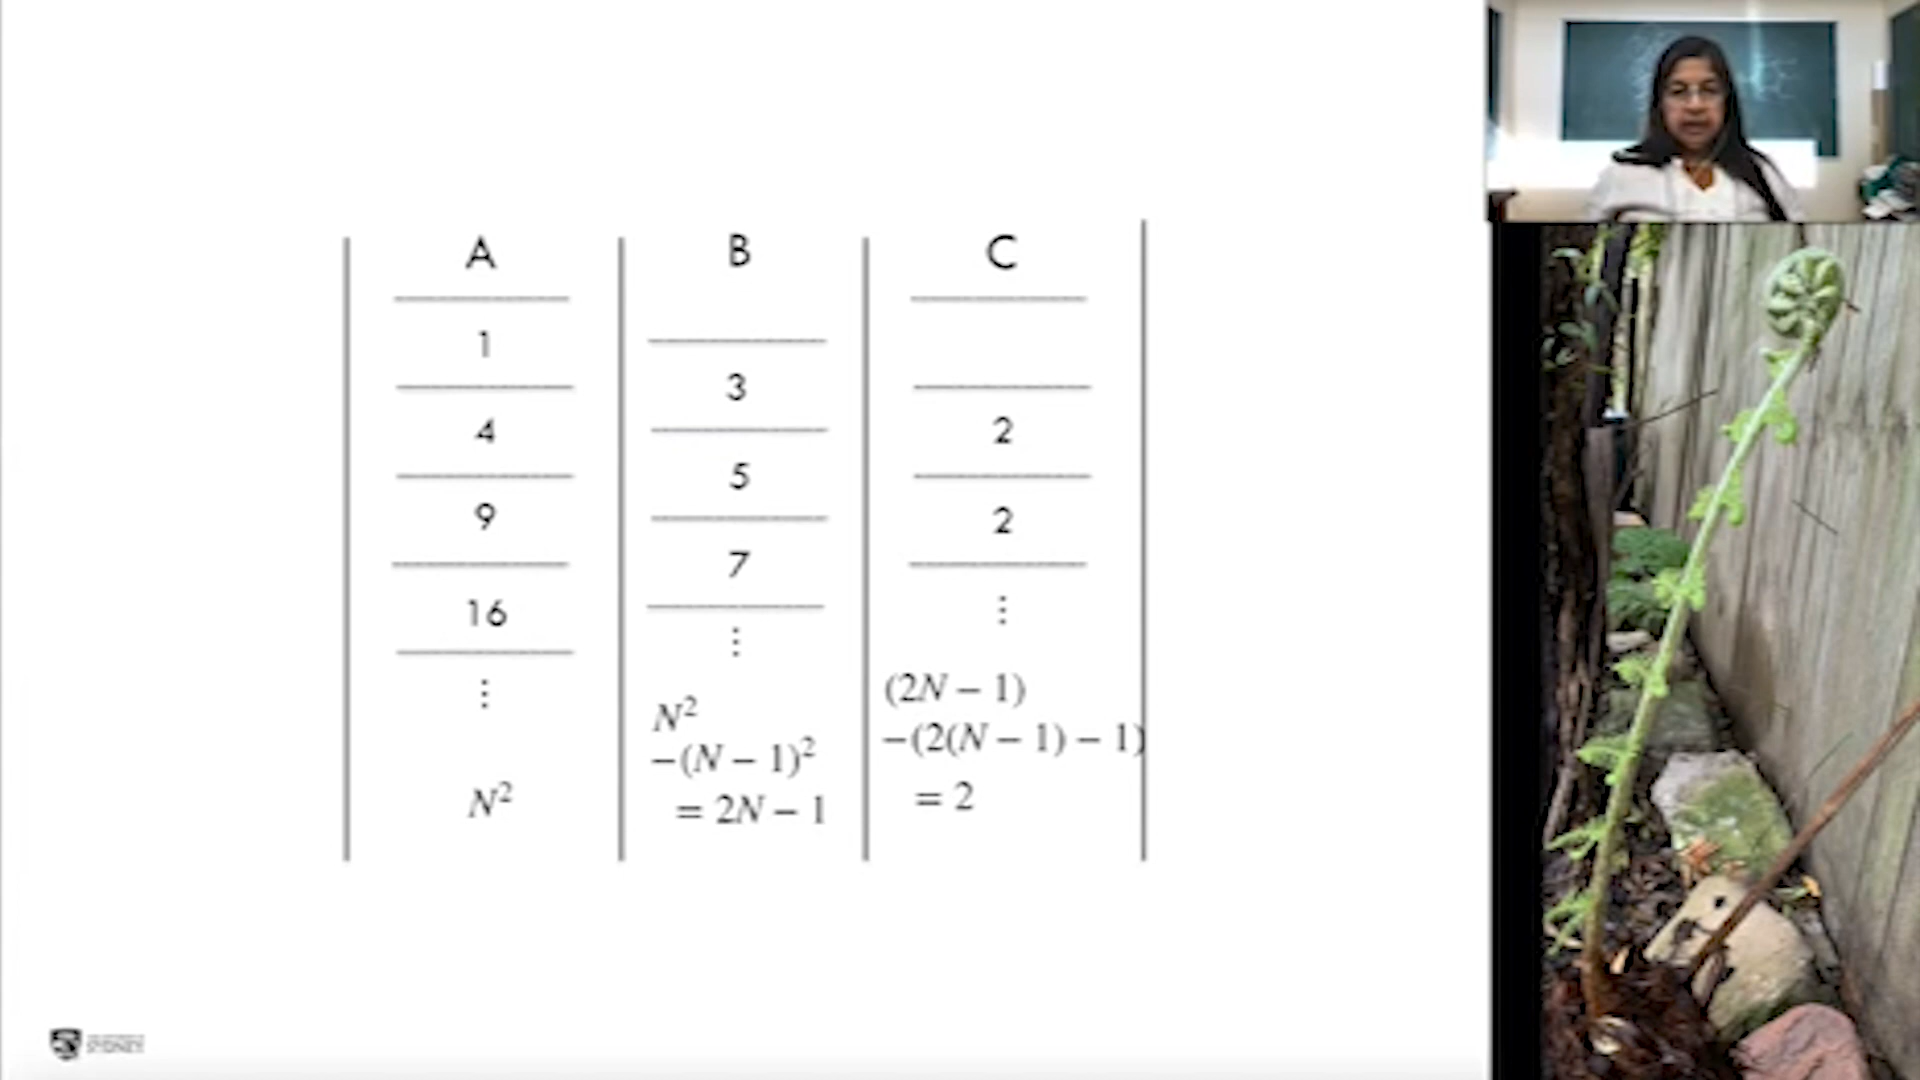 A B C
1
3
4 2
5
9 2
7
16 ⋮
⋮
⋮
(2N − 1)
N²
−(2(N − 1) − 1)
−(N − 1)²
N² = 2N − 1 = 2
SYDNEY